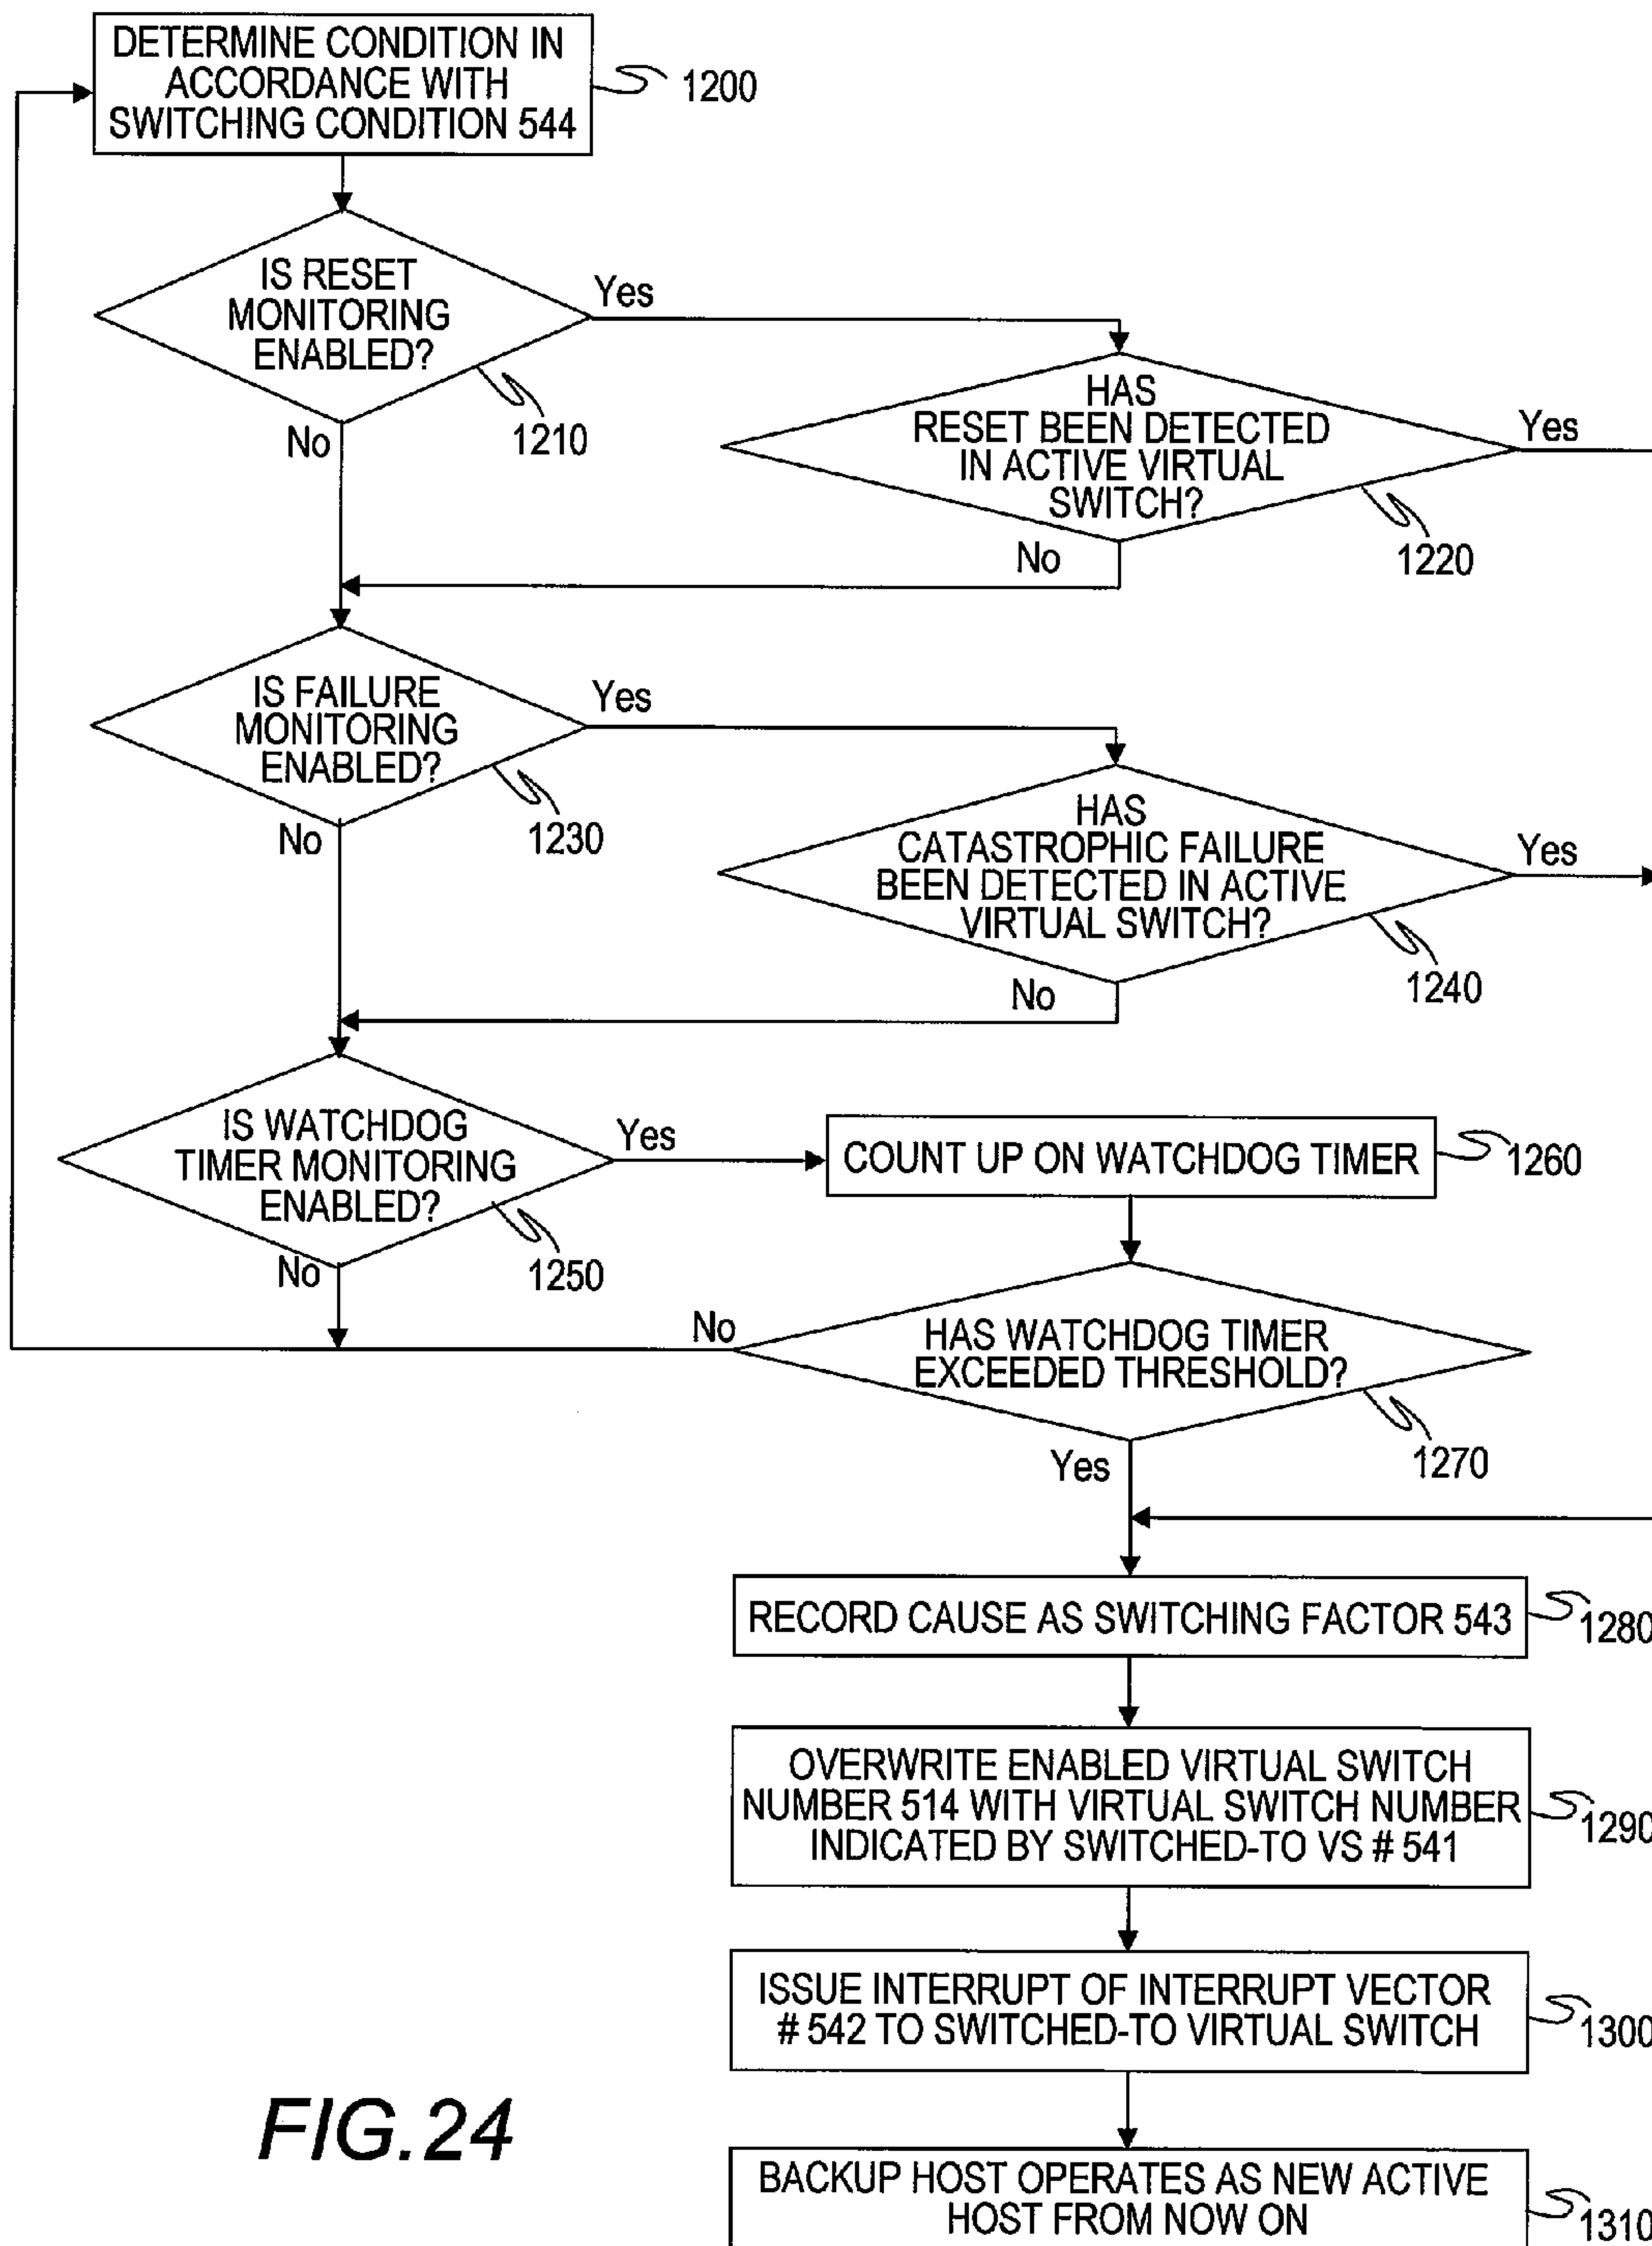 DETERMINE CONDITION IN
ACCORDANCE WITH
SWITCHING CONDITION 544
1200
IS RESET
MONITORING
ENABLED?
Yes
No
1210
HAS
RESET BEEN DETECTED
IN ACTIVE VIRTUAL
SWITCH?
Yes
No
1220
IS FAILURE
MONITORING
ENABLED?
Yes
No
1230
HAS
CATASTROPHIC FAILURE
BEEN DETECTED IN ACTIVE
VIRTUAL SWITCH?
Yes
No
1240
IS WATCHDOG
TIMER MONITORING
ENABLED?
Yes
No
1250
COUNT UP ON WATCHDOG TIMER
1260
HAS WATCHDOG TIMER
EXCEEDED THRESHOLD?
No
Yes
1270
RECORD CAUSE AS SWITCHING FACTOR 543
1280
OVERWRITE ENABLED VIRTUAL SWITCH
NUMBER 514 WITH VIRTUAL SWITCH NUMBER
INDICATED BY SWITCHED-TO VS # 541
1290
ISSUE INTERRUPT OF INTERRUPT VECTOR
# 542 TO SWITCHED-TO VIRTUAL SWITCH
1300
BACKUP HOST OPERATES AS NEW ACTIVE
HOST FROM NOW ON
1310
FIG.24